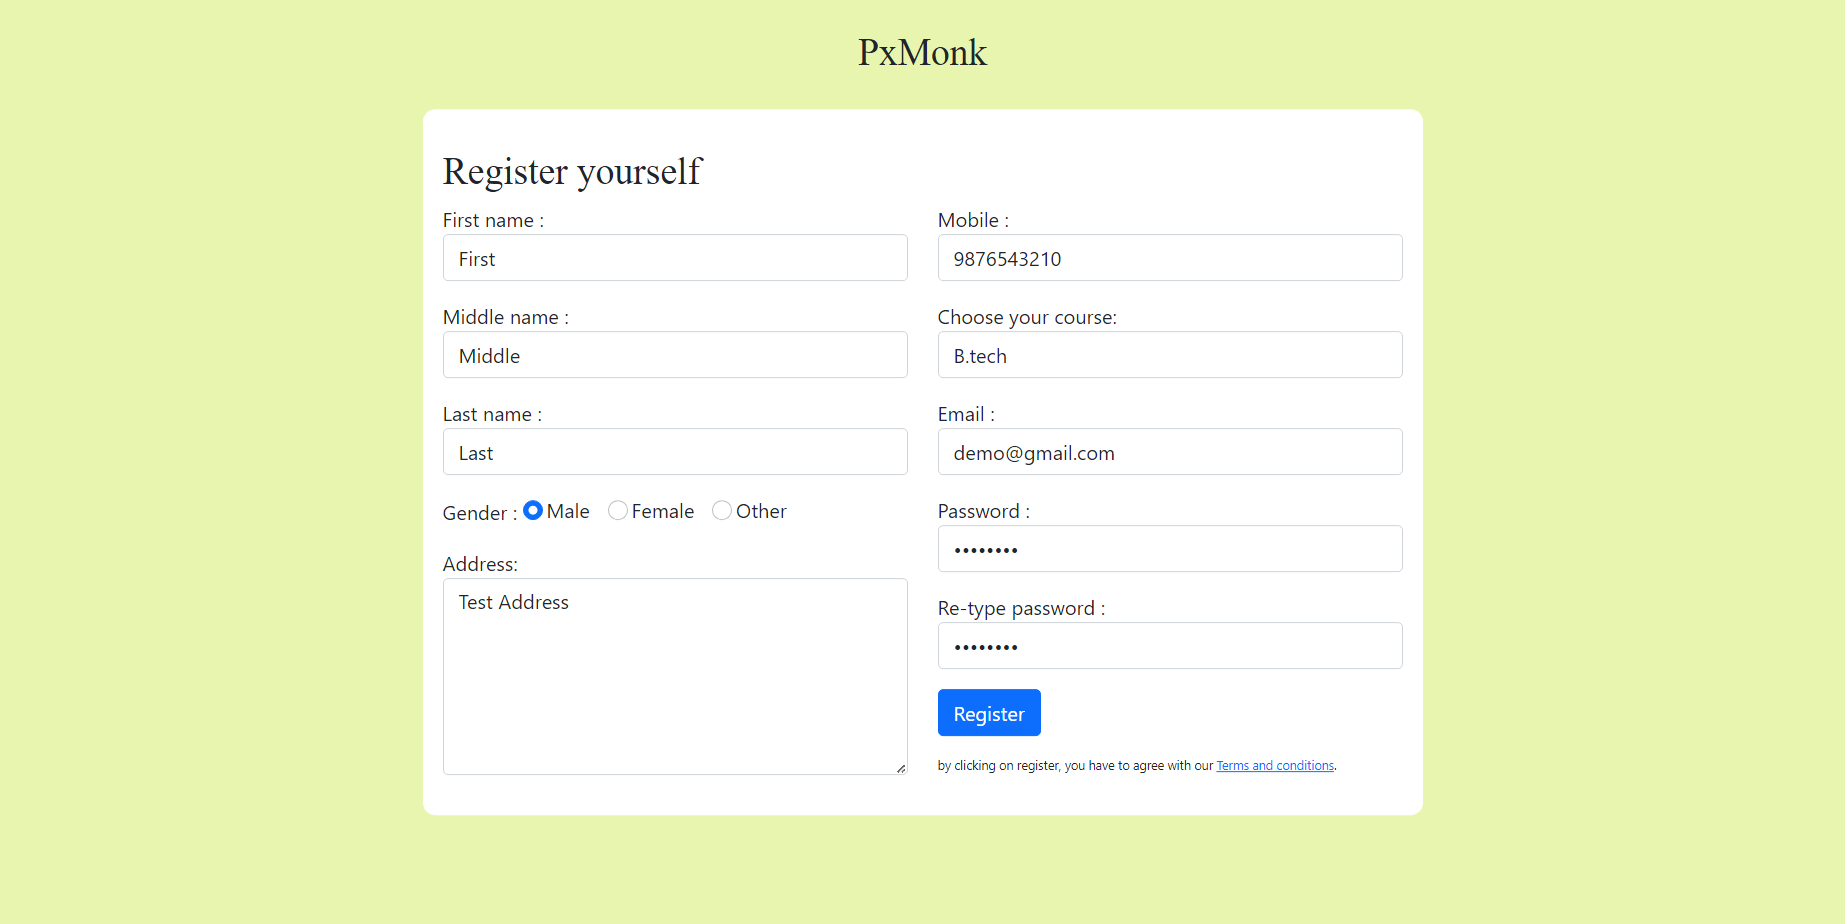 PxMonk
Register yourself
First name :
First
Middle name :
Middle
Last name :
Last
Gender : Male Female Other
Address:
Test Address
Mobile :
9876543210
Choose your course:
B.tech
Email :
demo@gmail.com
Password :
••••••••
Re-type password :
••••••••
Register
by clicking on register, you have to agree with our Terms and conditions.